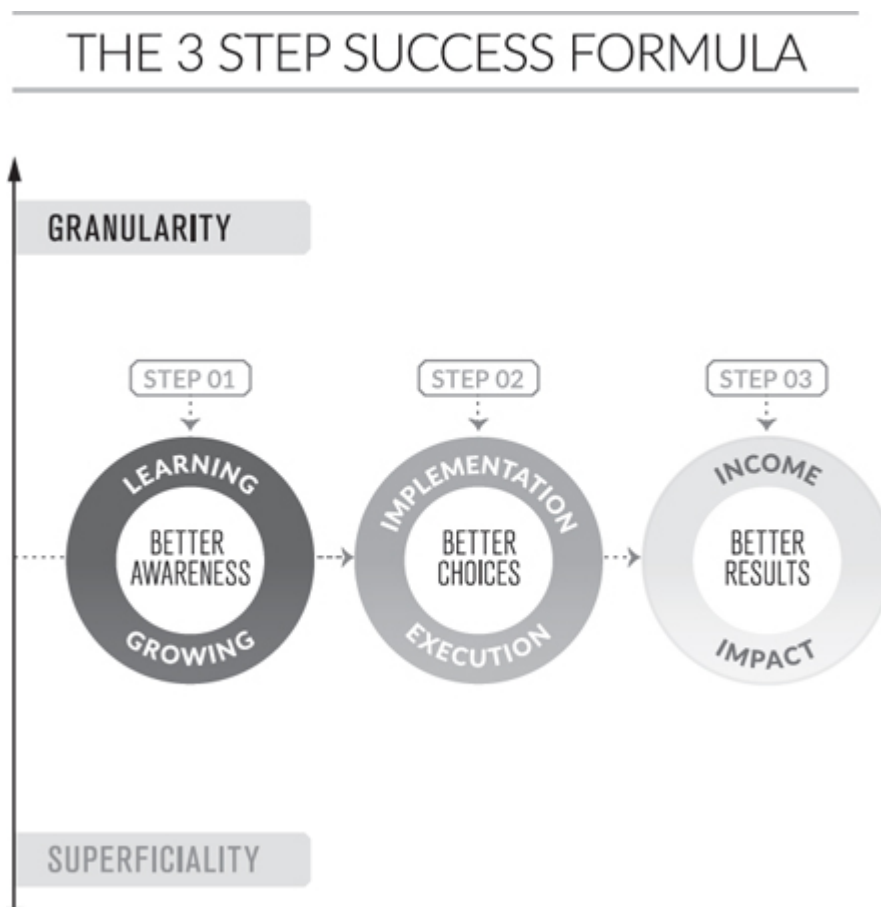 THE 3 STEP SUCCESS FORMULA
GRANULARITY
STEP 01
LEARNING
BETTER
AWARENESS
GROWING
STEP 02
IMPLEMENTATION
BETTER
CHOICES
EXECUTION
STEP 03
INCOME
BETTER
RESULTS
IMPACT
SUPERFICIALITY